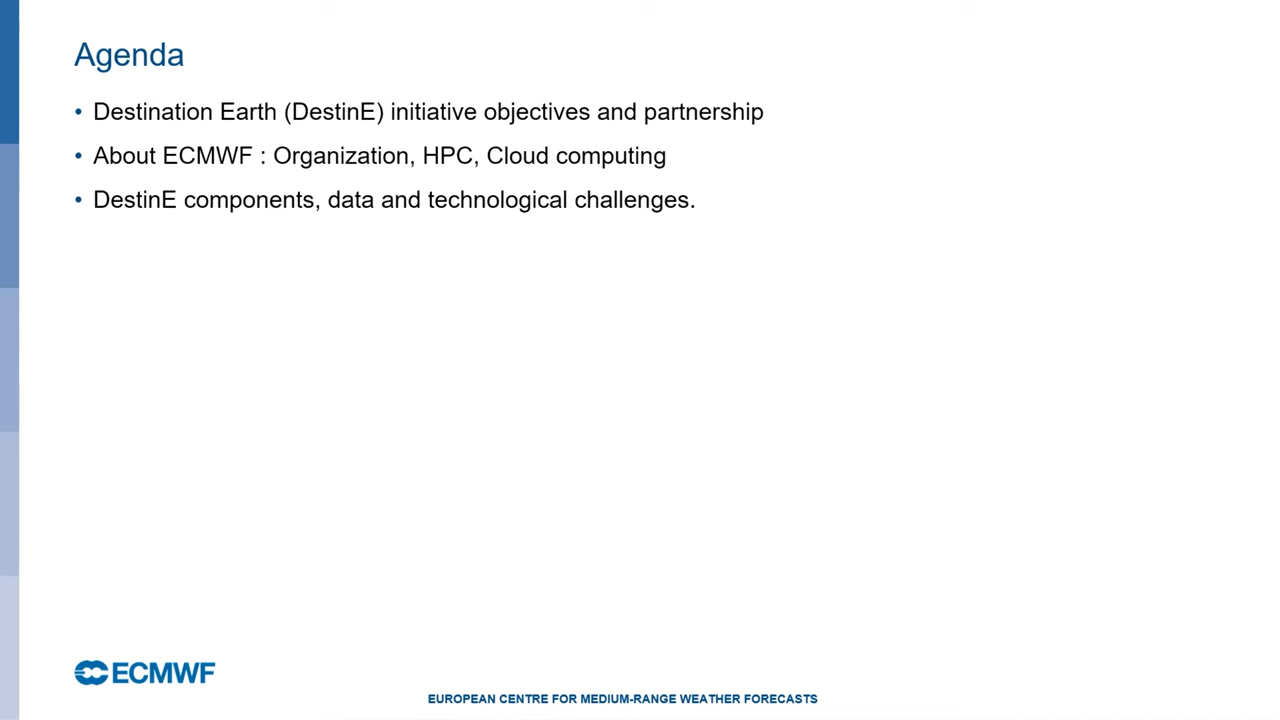 Agenda
• Destination Earth (DestinE) initiative objectives and partnership
• About ECMWF : Organization, HPC, Cloud computing
• DestinE components, data and technological challenges.
ECMWF
EUROPEAN CENTRE FOR MEDIUM-RANGE WEATHER FORECASTS